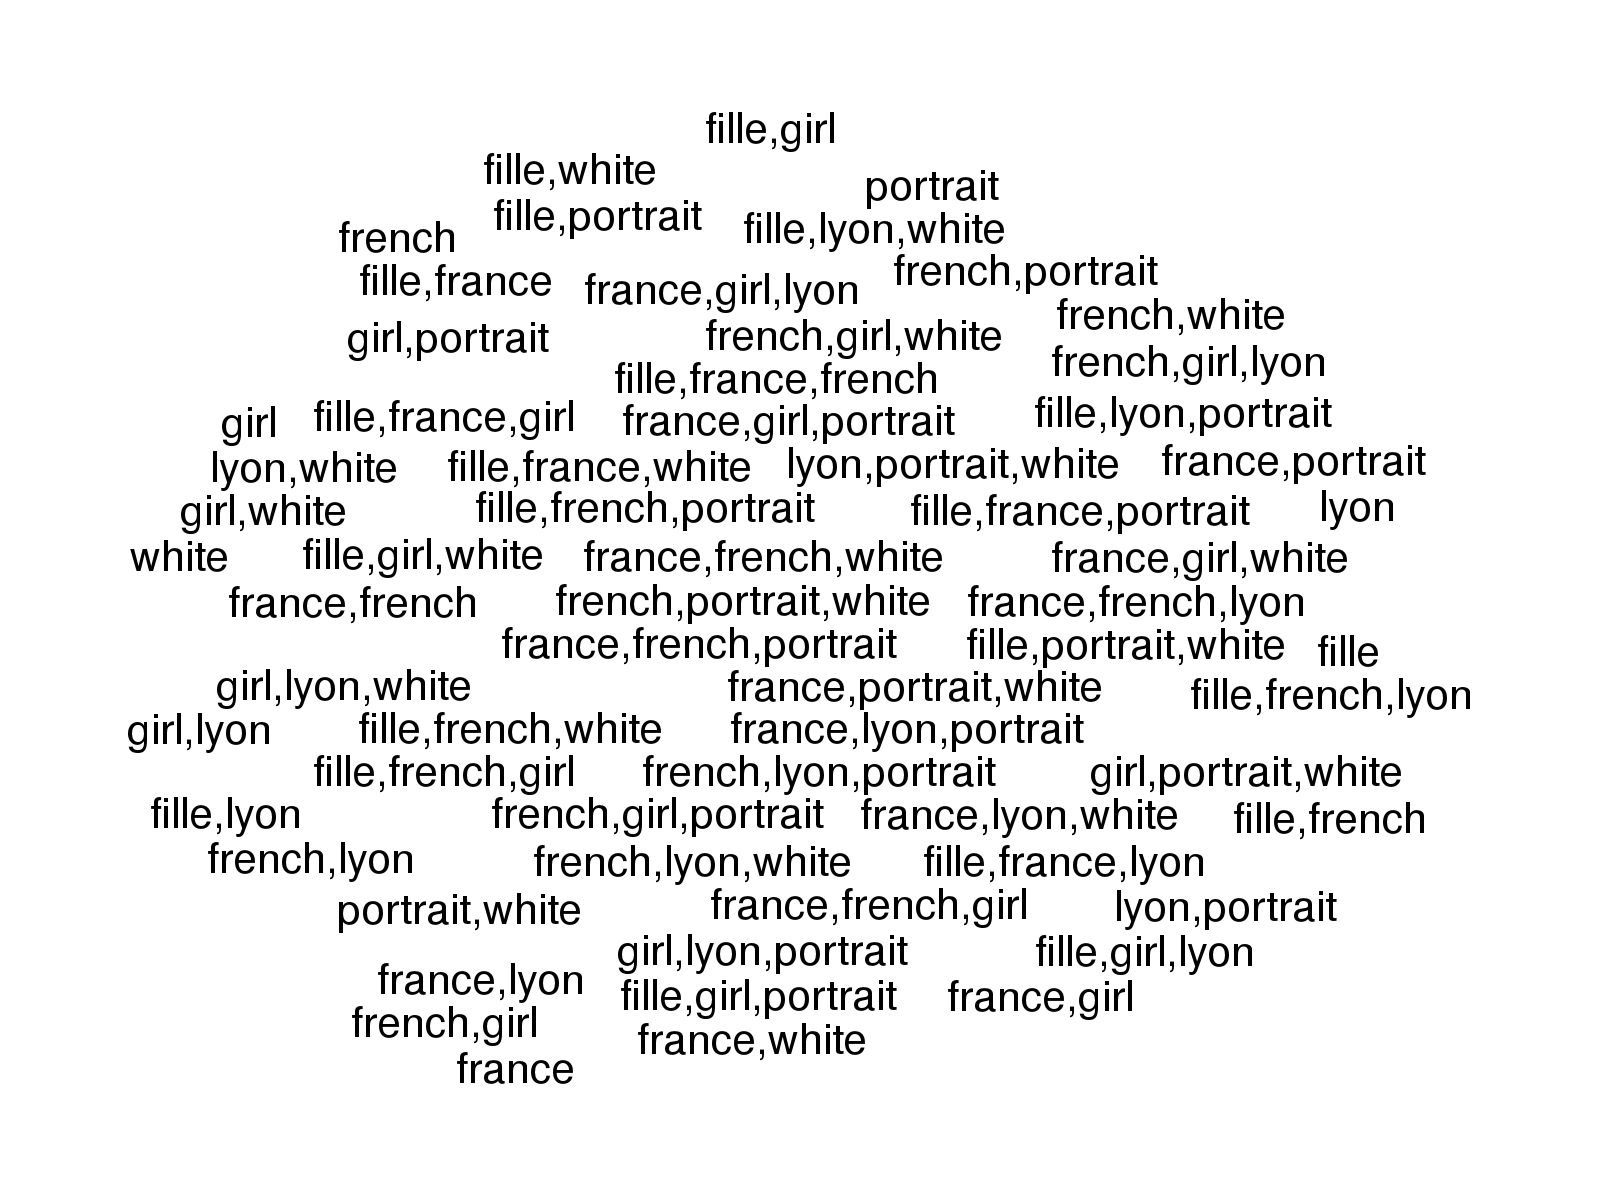 fille,girl
fille,white
portrait
fille,portrait
fille,lyon,white
french
french,portrait
fille,france
france,girl,lyon
french,white
girl,portrait
french,girl,white
french,girl,lyon
fille,france,french
girl
fille,france,girl
france,girl,portrait
fille,lyon,portrait
lyon,white
fille,france,white
lyon,portrait,white
france,portrait
girl,white
fille,french,portrait
fille,france,portrait
lyon
white
fille,girl,white
france,french,white
france,girl,white
france,french
french,portrait,white
france,french,lyon
france,french,portrait
fille,portrait,white
fille
girl,lyon,white
france,portrait,white
fille,french,lyon
girl,lyon
fille,french,white
france,lyon,portrait
fille,french,girl
french,lyon,portrait
girl,portrait,white
fille,lyon
french,girl,portrait
france,lyon,white
fille,french
french,lyon
french,lyon,white
fille,france,lyon
portrait,white
france,french,girl
lyon,portrait
girl,lyon,portrait
fille,girl,lyon
france,lyon
fille,girl,portrait
france,girl
french,girl
france,white
france